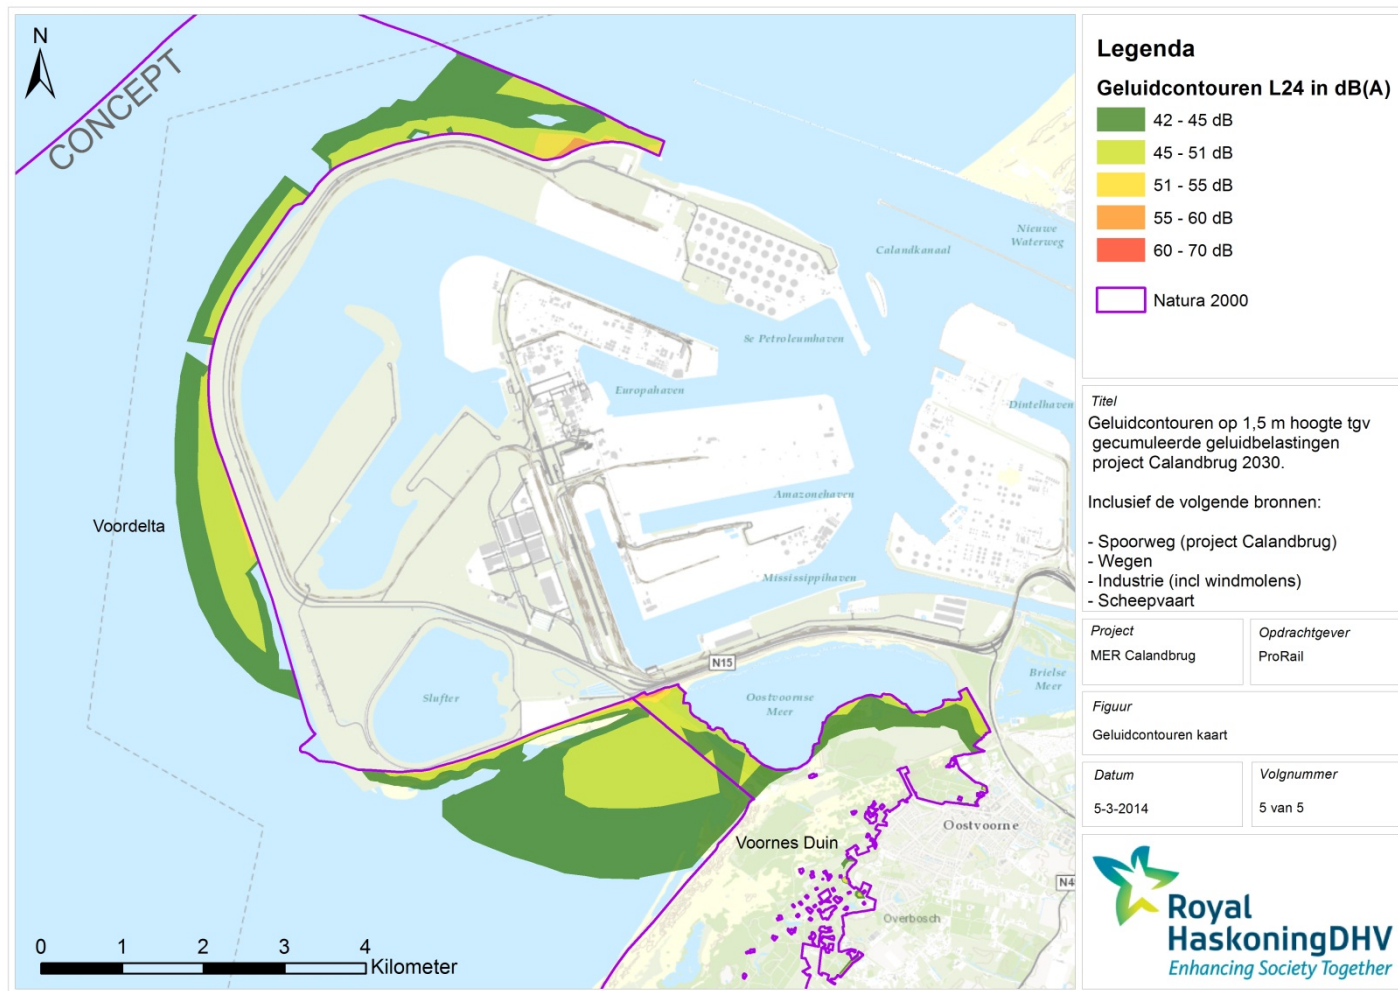 N
CONCEPT
Nieuwe
Waterweg
Calandkanaal
8e Petroleumhaven
Europahaven
Dintelhaven
Amazonehaven
Mississippihaven
Voordelta
N15
Slufter
Oostvoornse
Meer
Brielse
Meer
Oostvoorne
Voornes Duin
Overbosch
0 1 2 3 4
Kilometer
Legenda
Geluidcontouren L24 in dB(A)
42 - 45 dB
45 - 51 dB
51 - 55 dB
55 - 60 dB
60 - 70 dB
Natura 2000
Titel
Geluidcontouren op 1,5 m hoogte tgv
gecumuleerde geluidbelastingen
project Calandbrug 2030.
Inclusief de volgende bronnen:
- Spoorweg (project Calandbrug)
- Wegen
- Industrie (incl windmolens)
- Scheepvaart
Project
MER Calandbrug
Opdrachtgever
ProRail
Figuur
Geluidcontouren kaart
Datum
5-3-2014
Volgnummer
5 van 5
Royal
HaskoningDHV
Enhancing Society Together